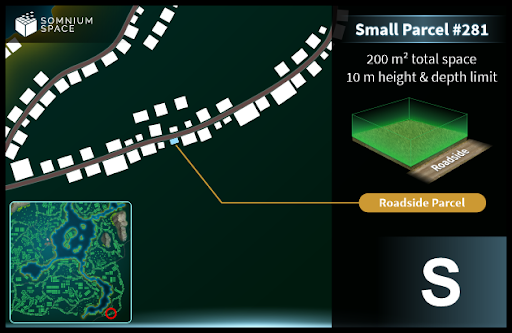 SOMNIUM
SPACE
Small Parcel #281
200 m² total space
10 m height & depth limit
Roadside
Roadside Parcel
S